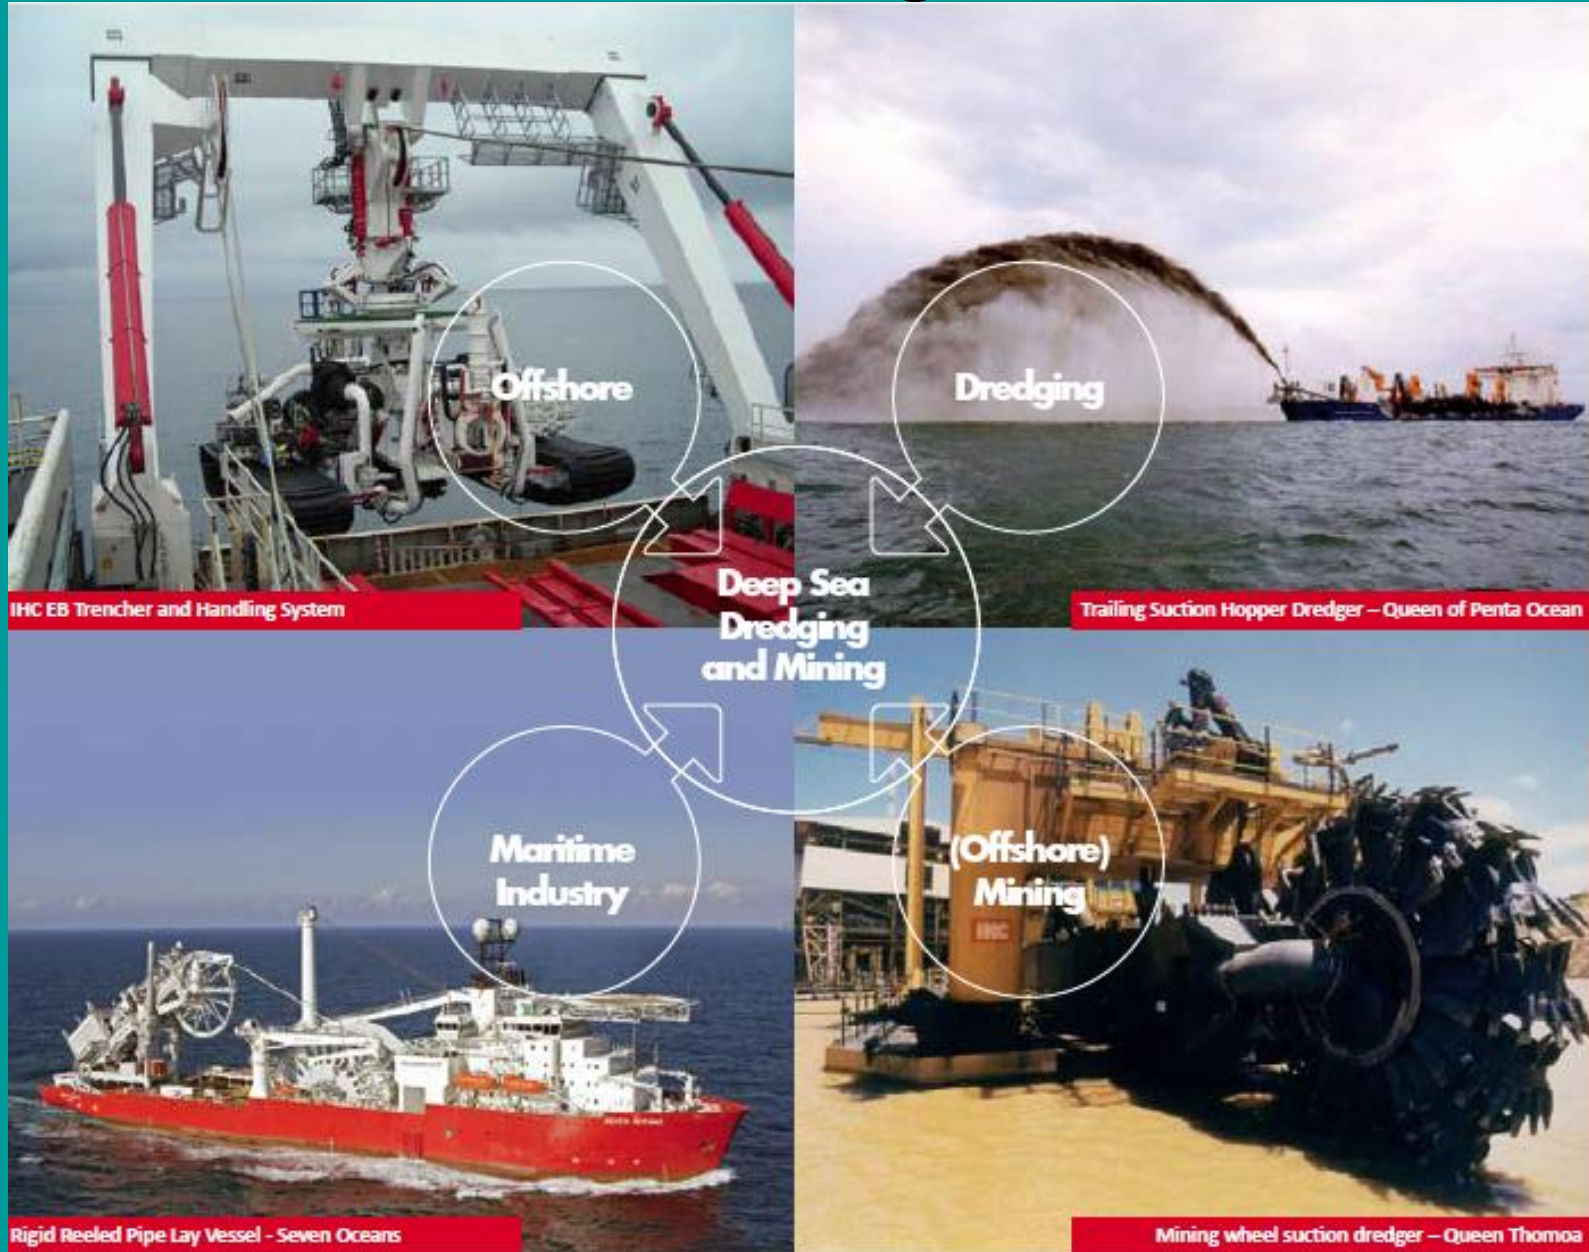 Offshore
Dredging
IHC EB Trencher and Handling System
Trailing Suction Hopper Dredger – Queen of Penta Ocean
Deep Sea
Dredging
and Mining
Maritime
Industry
(Offshore)
Mining
IHC
SEVEN OCEANS
Rigid Reeled Pipe Lay Vessel - Seven Oceans
Mining wheel suction dredger – Queen Thomoa